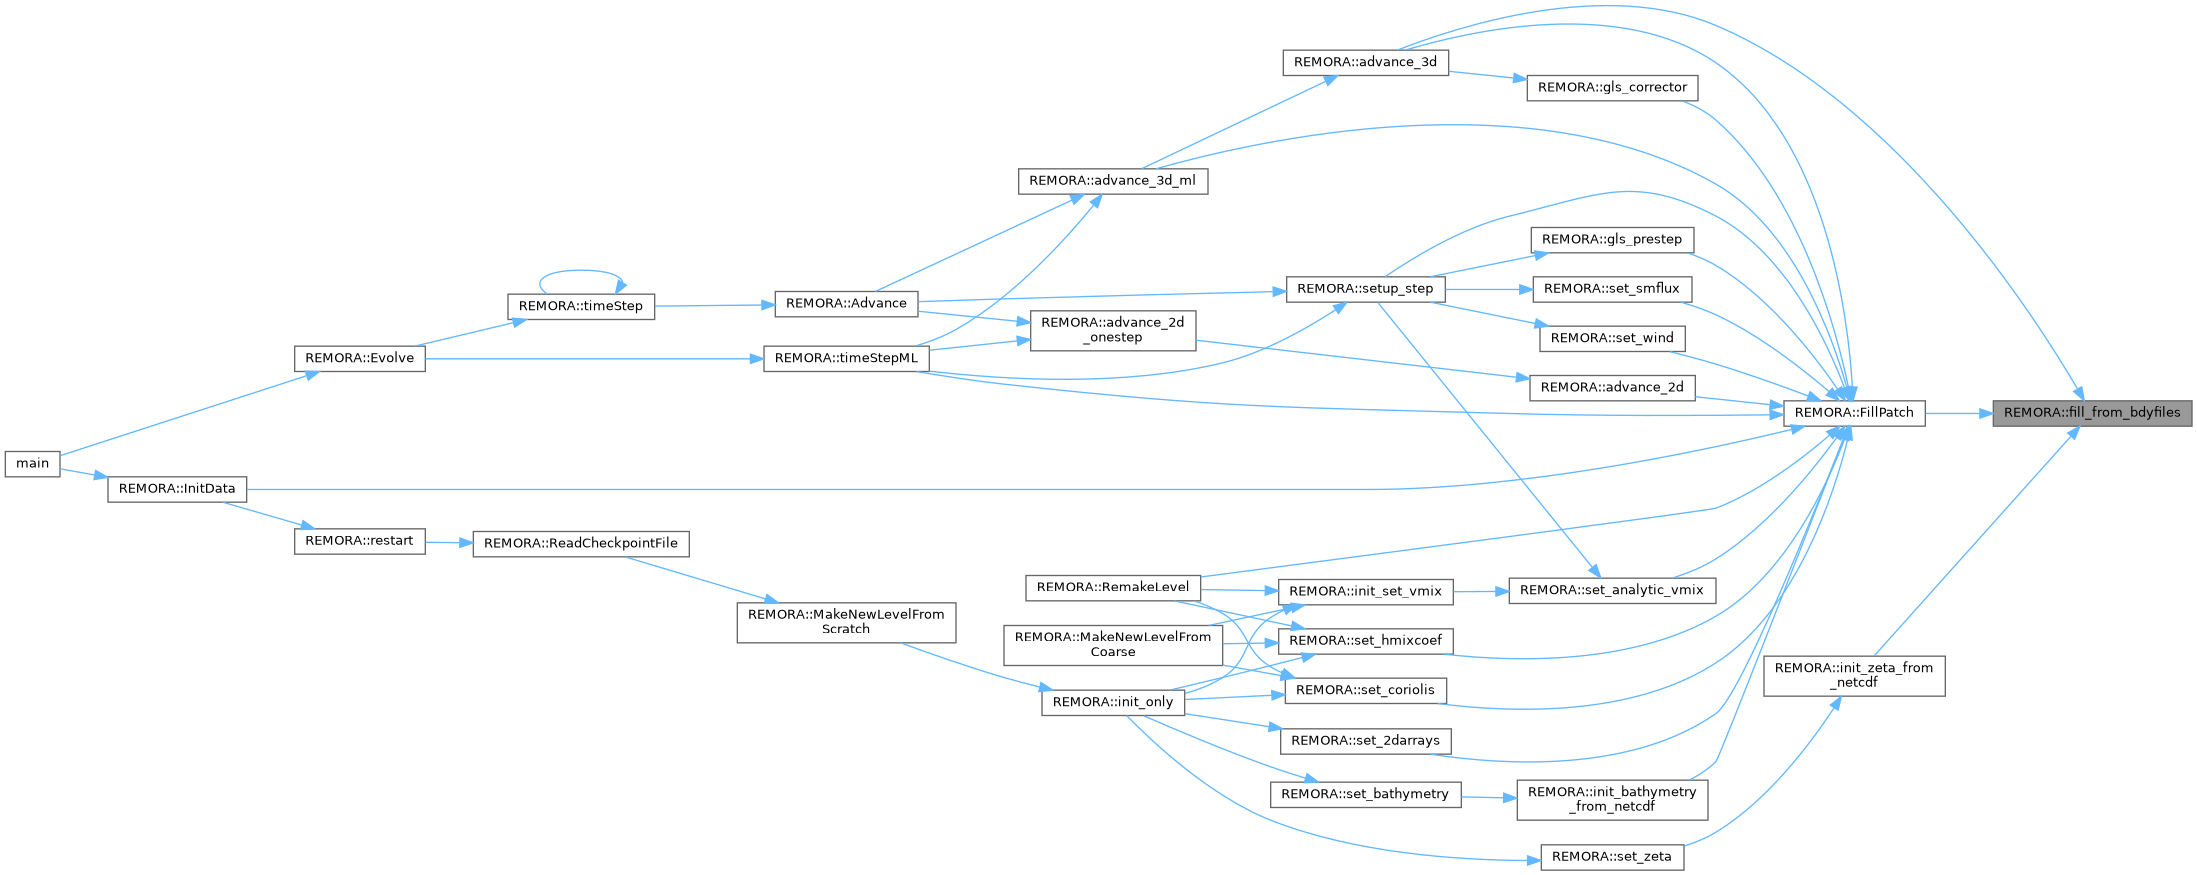 REMORA::advance_3d
REMORA::gls_corrector
REMORA::advance_3d_ml
REMORA::gls_prestep
REMORA::setup_step
REMORA::set_smflux
REMORA::Advance
REMORA::timeStep
REMORA::advance_2d
_onestep
REMORA::set_wind
REMORA::Evolve
REMORA::timeStepML
REMORA::advance_2d
REMORA::FillPatch
REMORA::fill_from_bdyfiles
main
REMORA::InitData
REMORA::restart
REMORA::ReadCheckpointFile
REMORA::RemakeLevel
REMORA::init_set_vmix
REMORA::set_analytic_vmix
REMORA::MakeNewLevelFrom
Scratch
REMORA::MakeNewLevelFrom
Coarse
REMORA::set_hmixcoef
REMORA::init_zeta_from
_netcdf
REMORA::set_coriolis
REMORA::init_only
REMORA::set_2darrays
REMORA::set_bathymetry
REMORA::init_bathymetry
_from_netcdf
REMORA::set_zeta